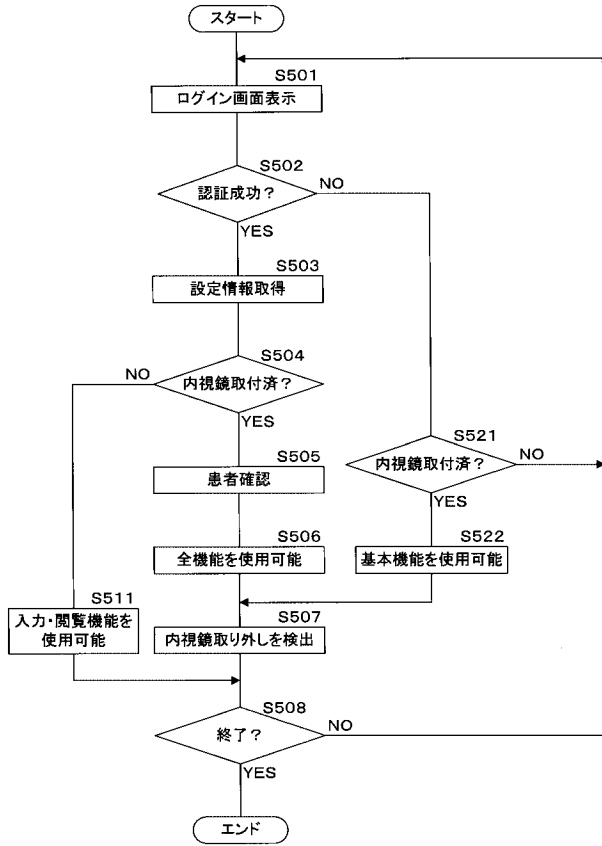 スタート
S501
ログイン画面表示
S502
認証成功?
NO
YES
S503
設定情報取得
S504
内視鏡取付済?
NO
YES
S505
患者確認
S506
全機能を使用可能
S521
内視鏡取付済?
NO
YES
S522
基本機能を使用可能
S511
入力・閲覧機能を
使用可能
S507
内視鏡取り外しを検出
S508
終了?
NO
YES
エンド